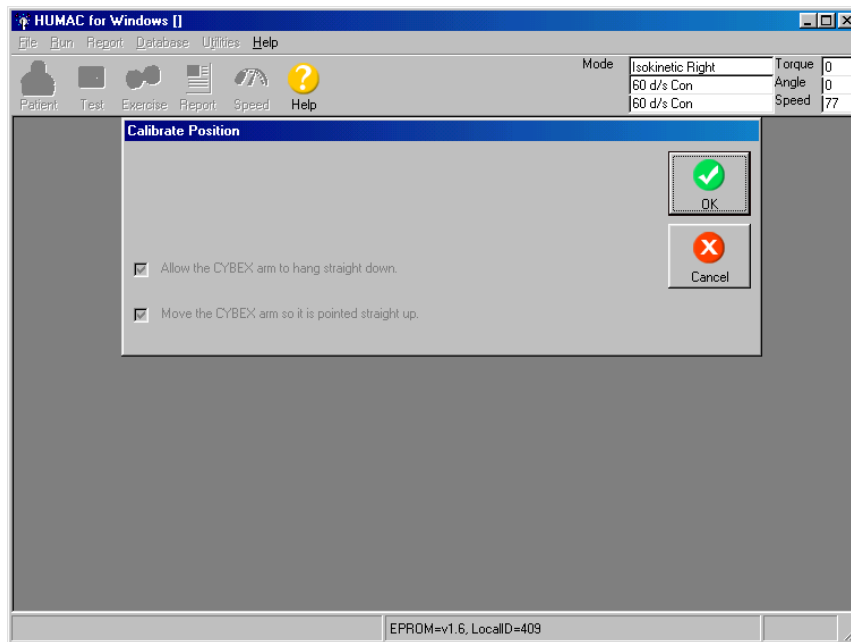 HUMAC for Windows []
File Run Report Database Utilities Help
Mode Isokinetic Right Torque 0
60 d/s Con Angle 0
60 d/s Con Speed 77
Patient Test Exercise Report Speed Help
Calibrate Position
OK
Allow the CYBEX arm to hang straight down.
Cancel
Move the CYBEX arm so it is pointed straight up.
EPROM=v1.6, LocalID=409